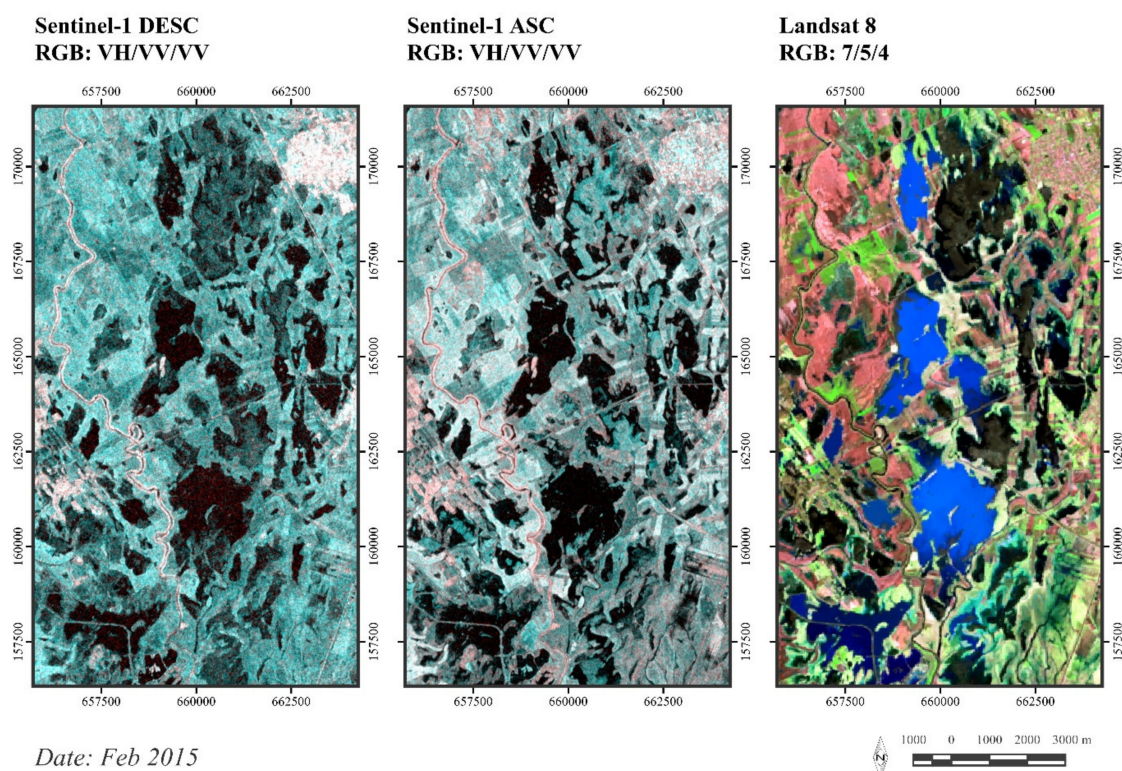 Sentinel-1 DESC
RGB: VH/VV/VV
Sentinel-1 ASC
RGB: VH/VV/VV
Landsat 8
RGB: 7/5/4
657500 660000 662500
657500 660000 662500
657500 660000 662500
170000 170000 170000 170000
167500 167500 167500 167500
165000 165000 165000 165000
162500 162500 162500 162500
160000 160000 160000 160000
157500 157500 157500 157500
657500 660000 662500
657500 660000 662500
657500 660000 662500
Date: Feb 2015
N
1000 0 1000 2000 3000 m